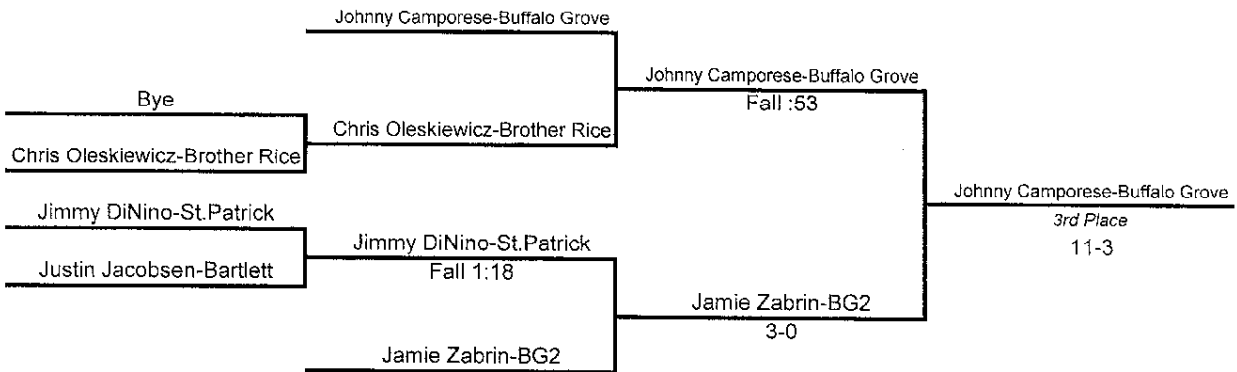 Johnny Camporese-Buffalo Grove
Johnny Camporese-Buffalo Grove
Bye
Fall :53
Chris Oleskiewicz-Brother Rice
Chris Oleskiewicz-Brother Rice
Johnny Camporese-Buffalo Grove
Jimmy DiNino-St.Patrick
3rd Place
Jimmy DiNino-St.Patrick
11-3
Justin Jacobsen-Bartlett
Fall 1:18
Jamie Zabrin-BG2
3-0
Jamie Zabrin-BG2